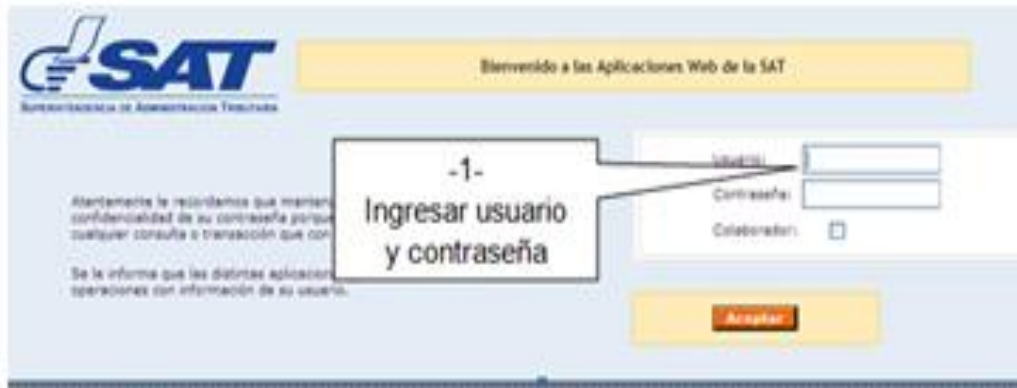 SAT
SUPERINTENDENCIA DE ADMINISTRACION TRIBUTARIA
Bienvenido a las Aplicaciones Web de la SAT
Atentamente le recordamos que manten
confidencialidad de su contraseña porque
cualquier consulta o transacción que con
Se le informa que las distintas aplicacion
operaciones con información de su usuario.
-1-
Ingresar usuario
y contraseña
Usuario:
Contraseña:
Colaborador:
Aceptar